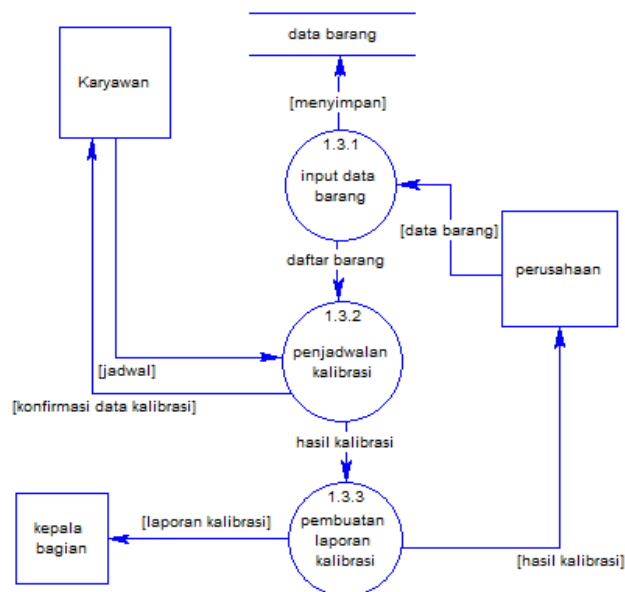 data barang
Karyawan
[menyimpan]
1.3.1
input data
barang
[data barang]
perusahaan
daftar barang
1.3.2
penjadwalan
kalibrasi
[jadwal]
[konfirmasi data kalibrasi]
hasil kalibrasi
1.3.3
pembuatan
laporan
kalibrasi
[laporan kalibrasi]
kepala
bagian
[hasil kalibrasi]